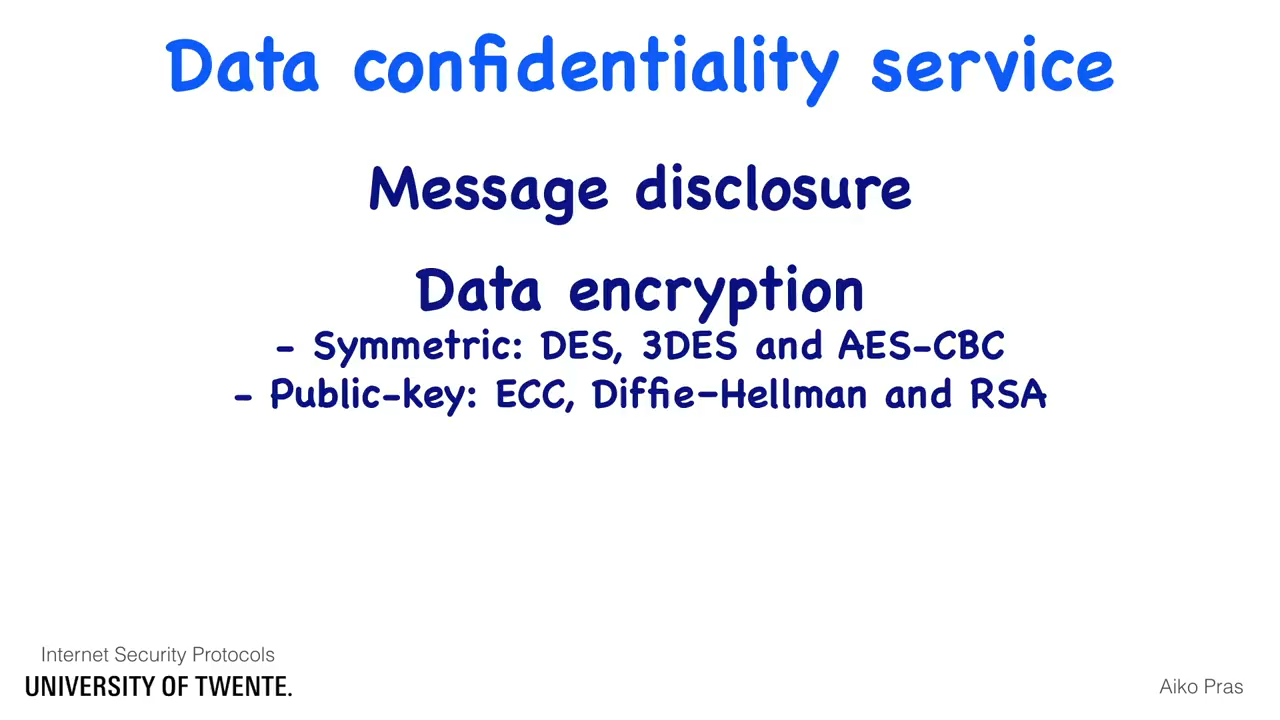 Data confidentiality service
Message disclosure
Data encryption
- Symmetric: DES, 3DES and AES-CBC
- Public-key: ECC, Diffie-Hellman and RSA
Internet Security Protocols
UNIVERSITY OF TWENTE.
Aiko Pras